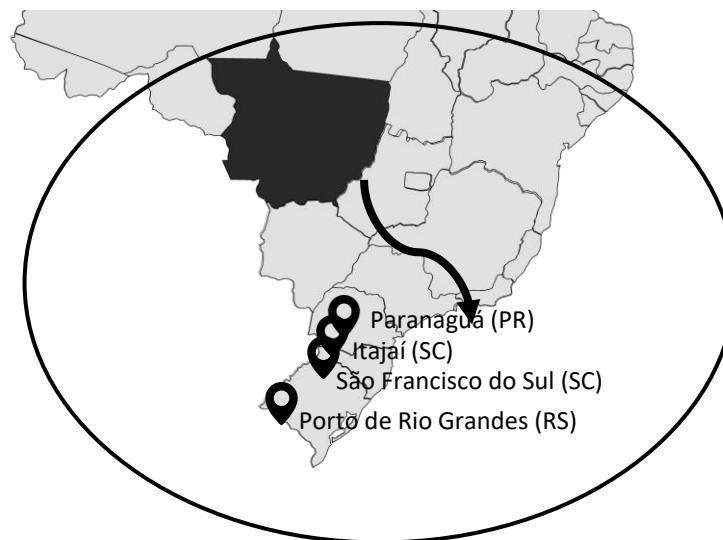 Paranaguá (PR)
Itajaí (SC)
São Francisco do Sul (SC)
Porto de Rio Grandes (RS)